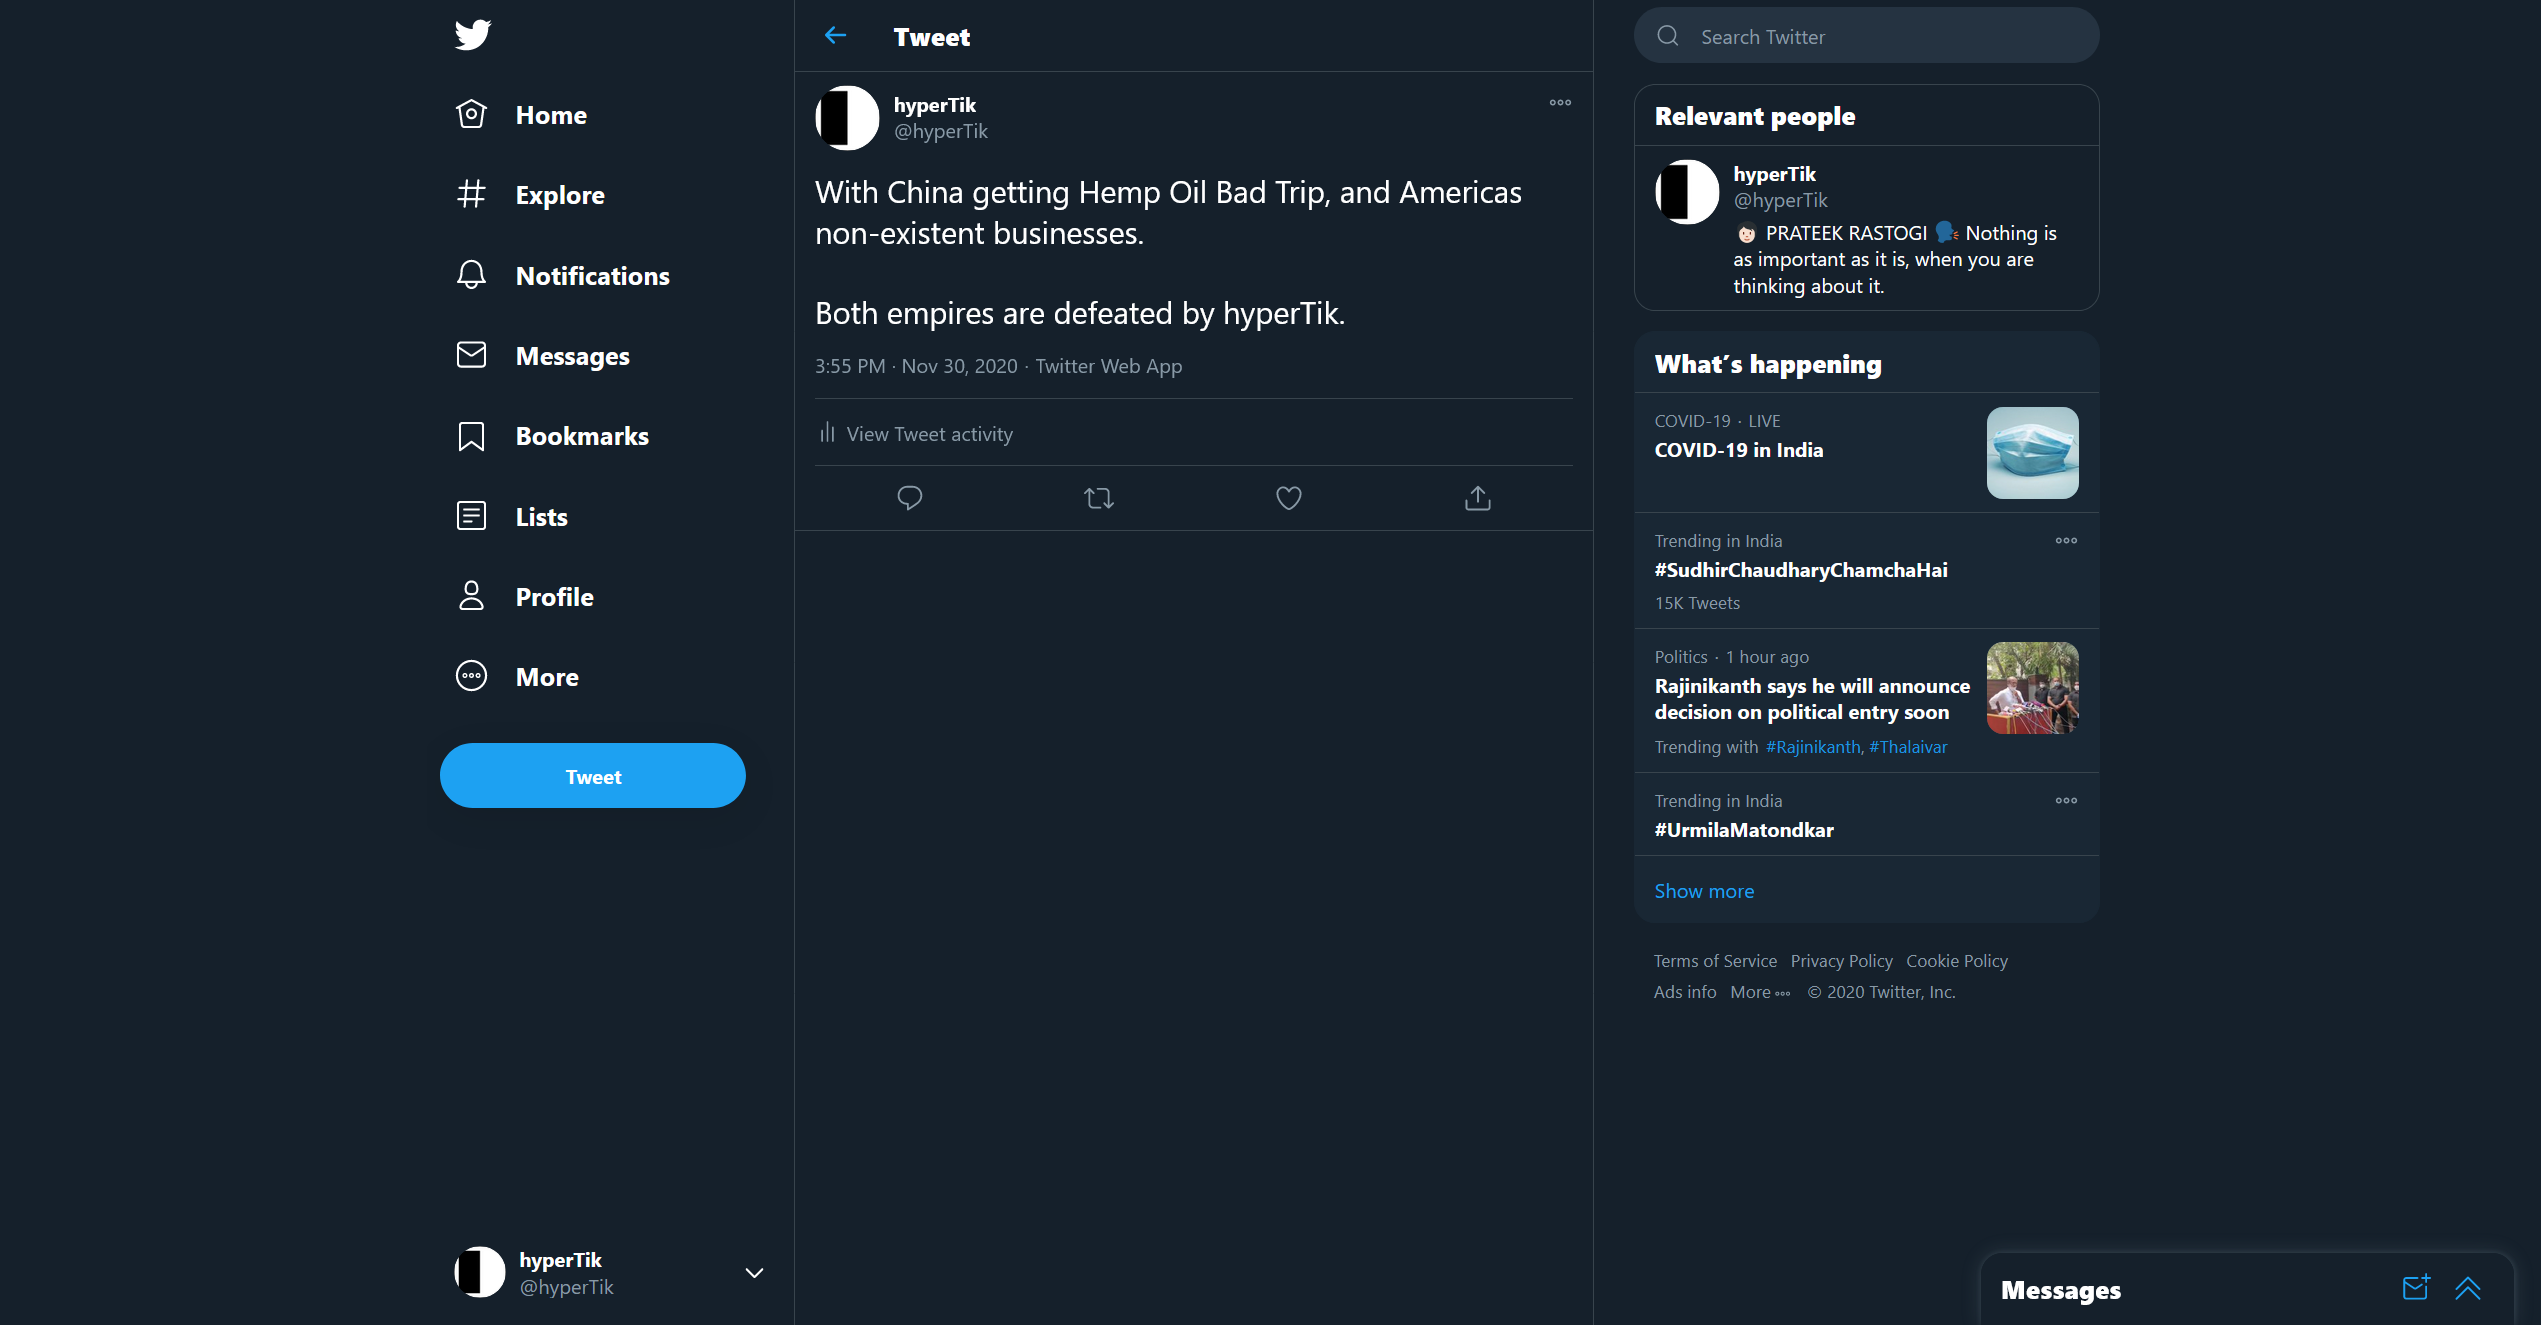 Home
Explore
Notifications
Messages
Bookmarks
Lists
Profile
More
Tweet
hyperTik
@hyperTik
Tweet
hyperTik
@hyperTik
With China getting Hemp Oil Bad Trip, and Americas
non-existent businesses.
Both empires are defeated by hyperTik.
3:55 PM · Nov 30, 2020 · Twitter Web App
View Tweet activity
Search Twitter
Relevant people
hyperTik
@hyperTik
PRATEEK RASTOGI Nothing is
as important as it is, when you are
thinking about it.
What's happening
COVID-19 · LIVE
COVID-19 in India
Trending in India
#SudhirChaudharyChamchaHai
15K Tweets
Politics · 1 hour ago
Rajinikanth says he will announce
decision on political entry soon
Trending with #Rajinikanth, #Thalaivar
Trending in India
#UrmilaMatondkar
Show more
Terms of Service Privacy Policy Cookie Policy
Ads info More © 2020 Twitter, Inc.
Messages